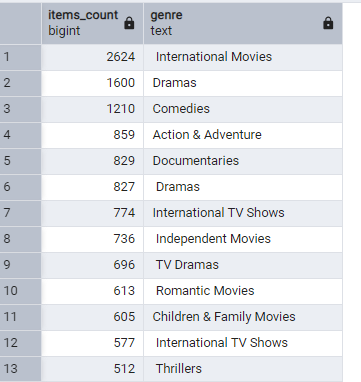 items_count genre
bigint text
1 2624 International Movies
2 1600 Dramas
3 1210 Comedies
4 859 Action & Adventure
5 829 Documentaries
6 827 Dramas
7 774 International TV Shows
8 736 Independent Movies
9 696 TV Dramas
10 613 Romantic Movies
11 605 Children & Family Movies
12 577 International TV Shows
13 512 Thrillers